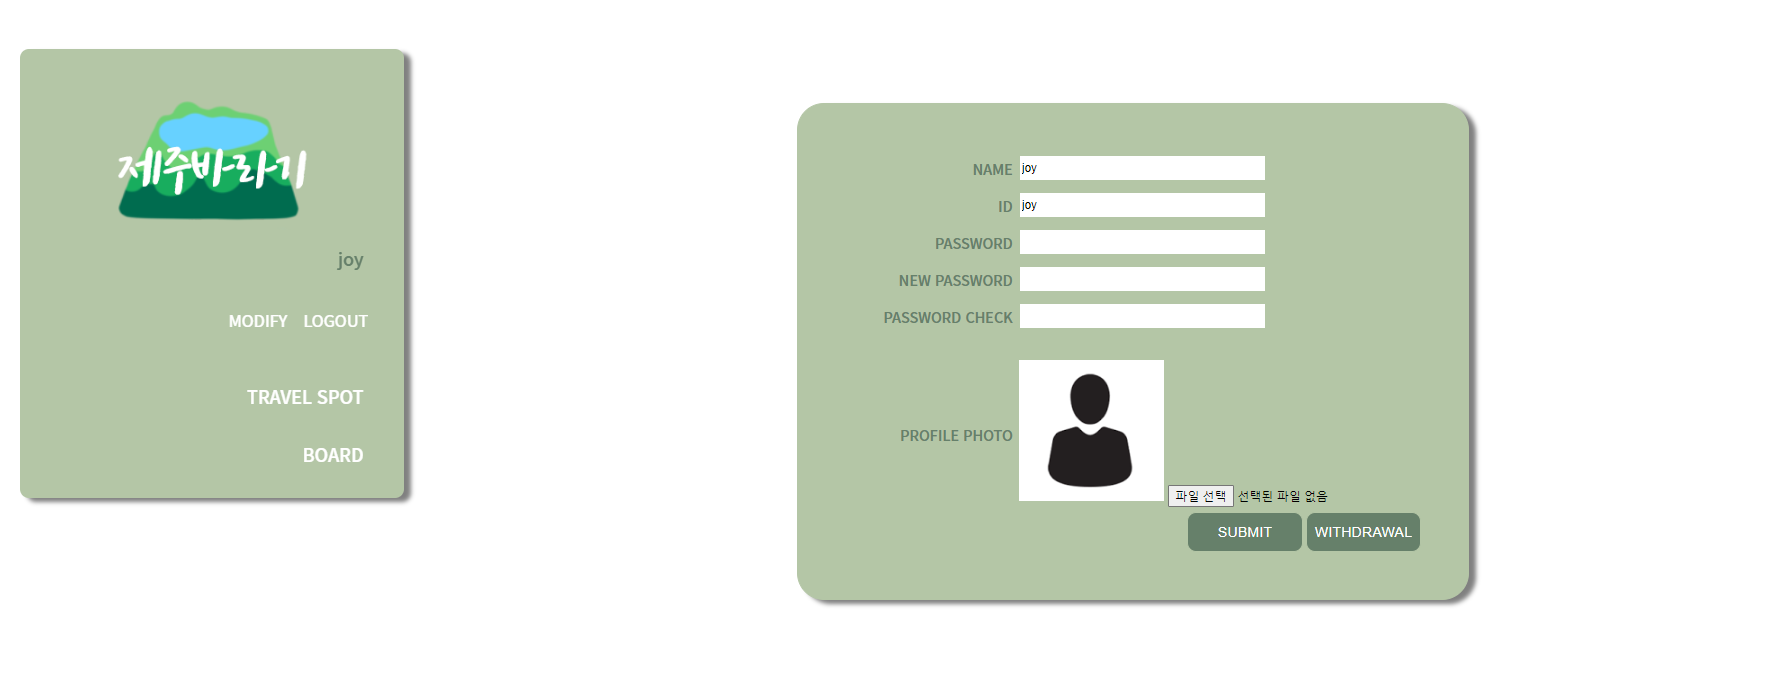 제주바라기
joy
MODIFY LOGOUT
TRAVEL SPOT
BOARD
NAME joy
ID joy
PASSWORD
NEW PASSWORD
PASSWORD CHECK
PROFILE PHOTO
파일 선택 선택된 파일 없음
SUBMIT WITHDRAWAL